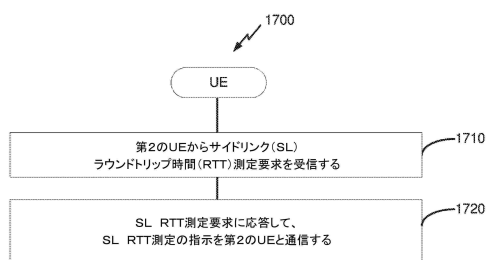 1700
UE
第2のUEからサイドリンク(SL)
ラウンドトリップ時間(RTT)測定要求を受信する
1710
SL RTT測定要求に応答して、
SL RTT測定の指示を第2のUEと通信する
1720